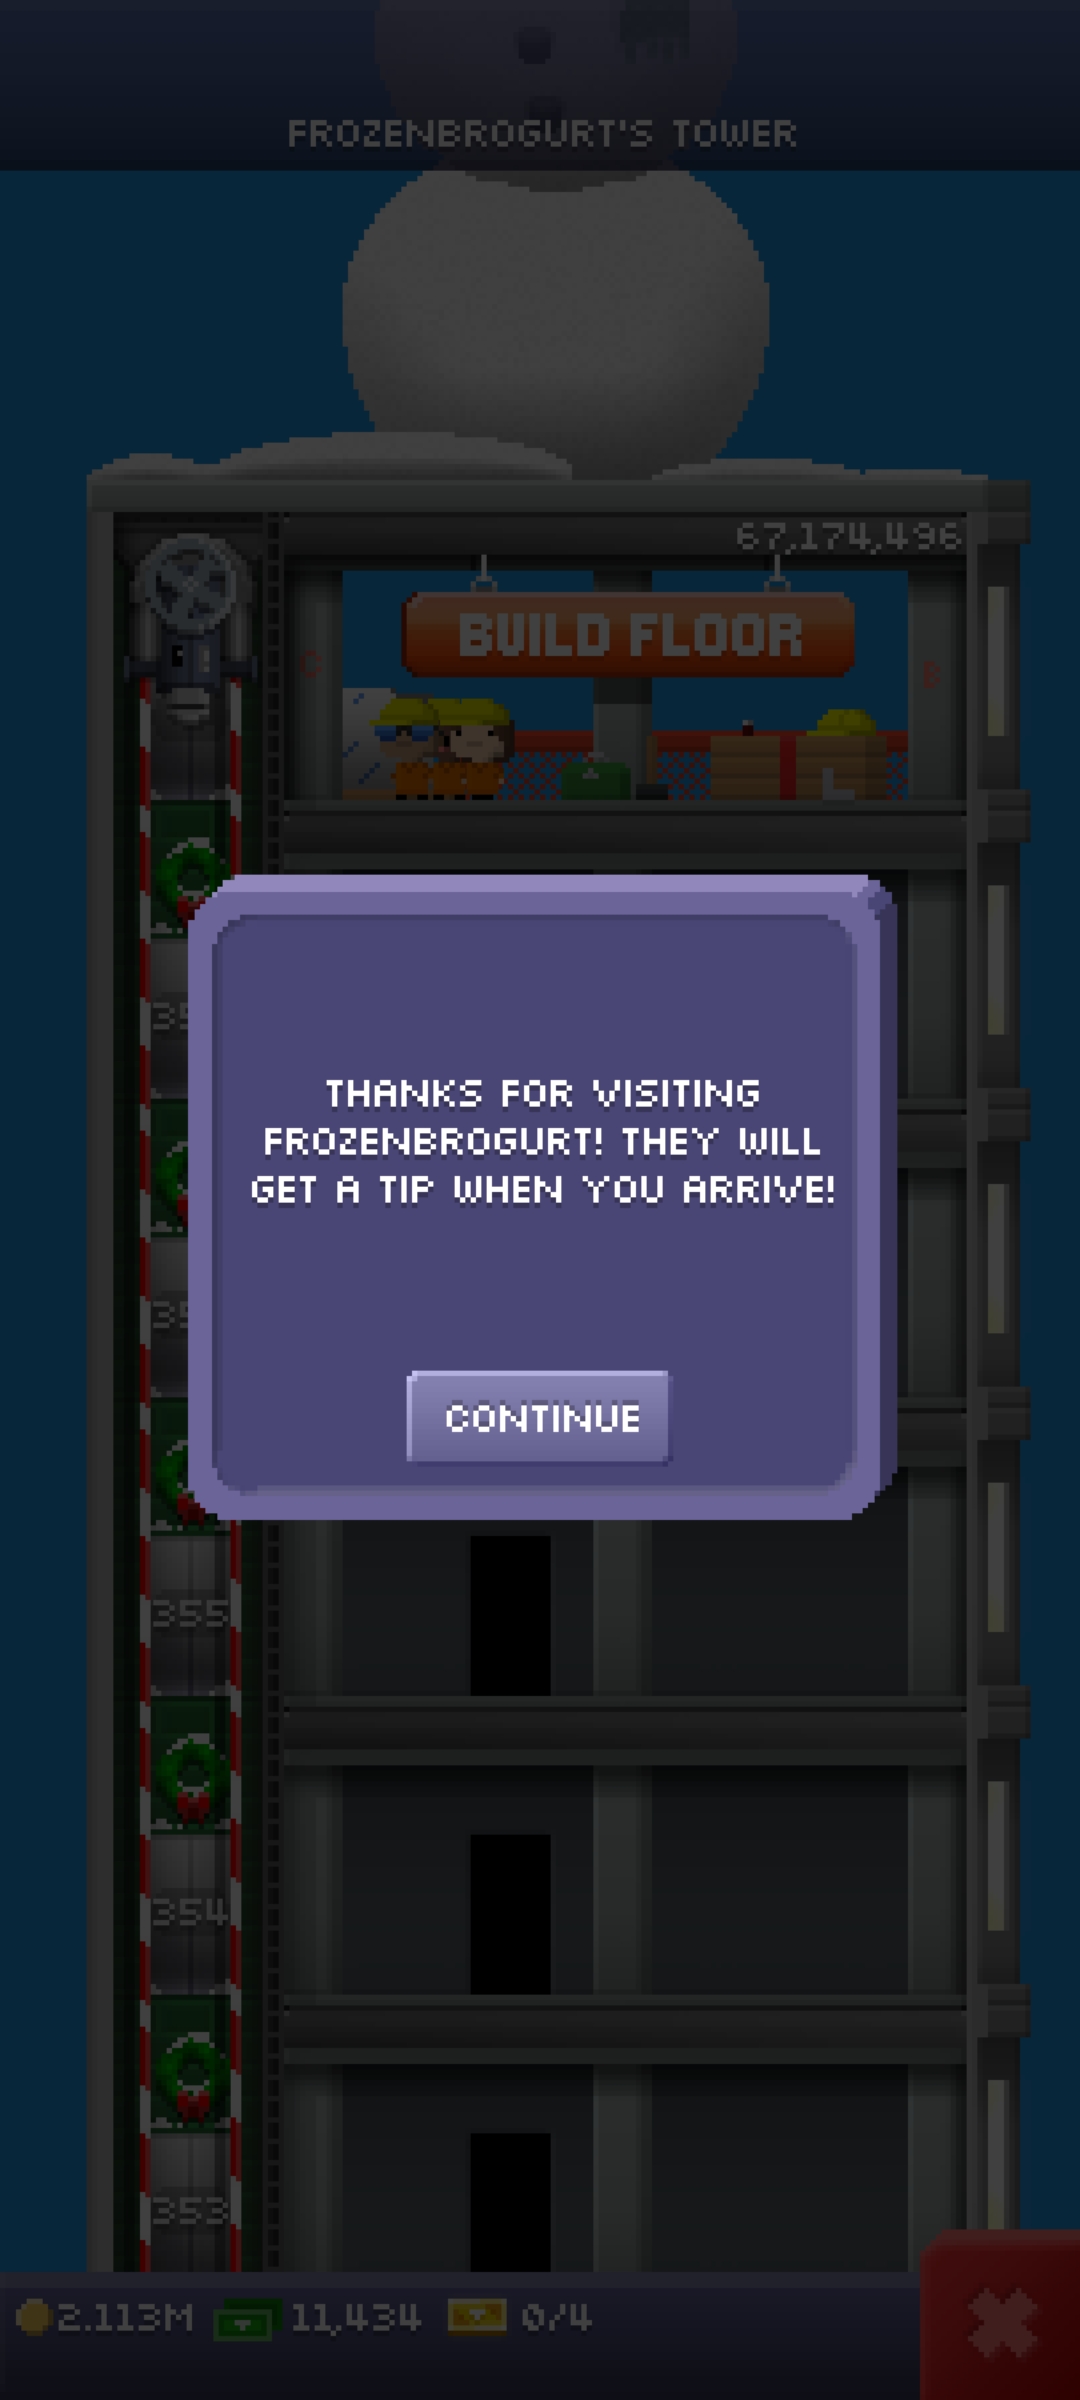 FROZENBROGURT'S TOWER
67,174,496
BUILD FLOOR
THANKS FOR VISITING
FROZENBROGURT! THEY WILL
GET A TIP WHEN YOU ARRIVE!
CONTINUE
355
354
353
2.113M 11,434 0/4